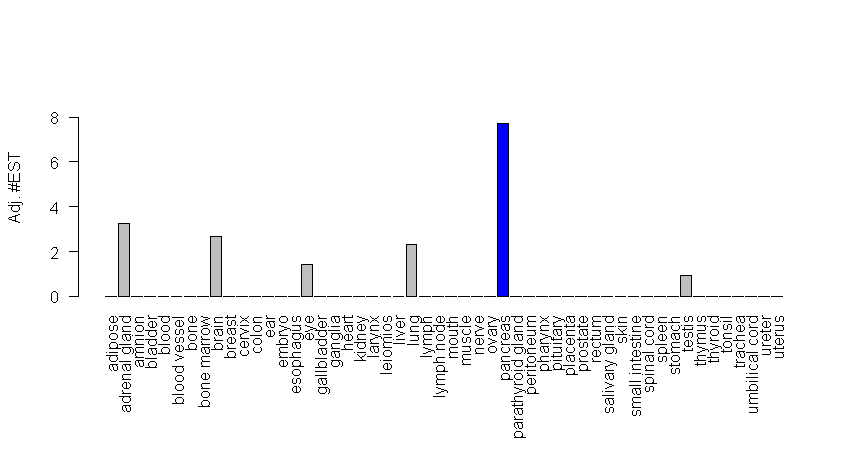 Adj. #EST
8
6
4
2
0
adipose
adrenal gland
amnion
bladder
blood
blood vessel
bone
bone marrow
brain
breast
cervix
colon
ear
embryo
esophagus
eye
gallbladder
ganglia
heart
kidney
larynx
leiomios
liver
lung
lymph
lymph node
mouth
muscle
nerve
ovary
pancreas
parathyroid gland
peritoneum
pharynx
pituitary
placenta
prostate
rectum
salivary gland
skin
small intestine
spinal cord
spleen
stomach
testis
thymus
thyroid
tonsil
trachea
umbilical cord
ureter
uterus